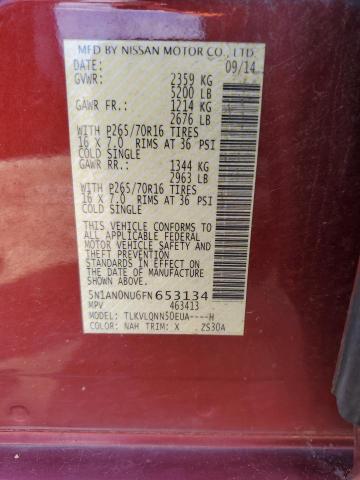 MFD BY NISSAN MOTOR CO., LTD.
DATE: 09/14
GVWR: 2359 KG
5200 LB
GAWR FR.: 1214 KG
2676 LB
WITH P265/70R16 TIRES
16 X 7.0 RIMS AT 36 PSI
COLD SINGLE
GAWR RR.: 1344 KG
2963 LB
WITH P265/70R16 TIRES
16 X 7.0 RIMS AT 36 PSI
COLD SINGLE
THIS VEHICLE CONFORMS TO
ALL APPLICABLE FEDERAL
MOTOR VEHICLE SAFETY
AND THEFT PREVENTION
STANDARDS IN EFFECT ON
THE DATE OF MANUFACTURE
SHOWN ABOVE.
5N1AN0NU6FN653134
MPV 463413
MODEL: TLKVLQNN50EUA----H
COLOR: NAH TRIM: X ZS30A